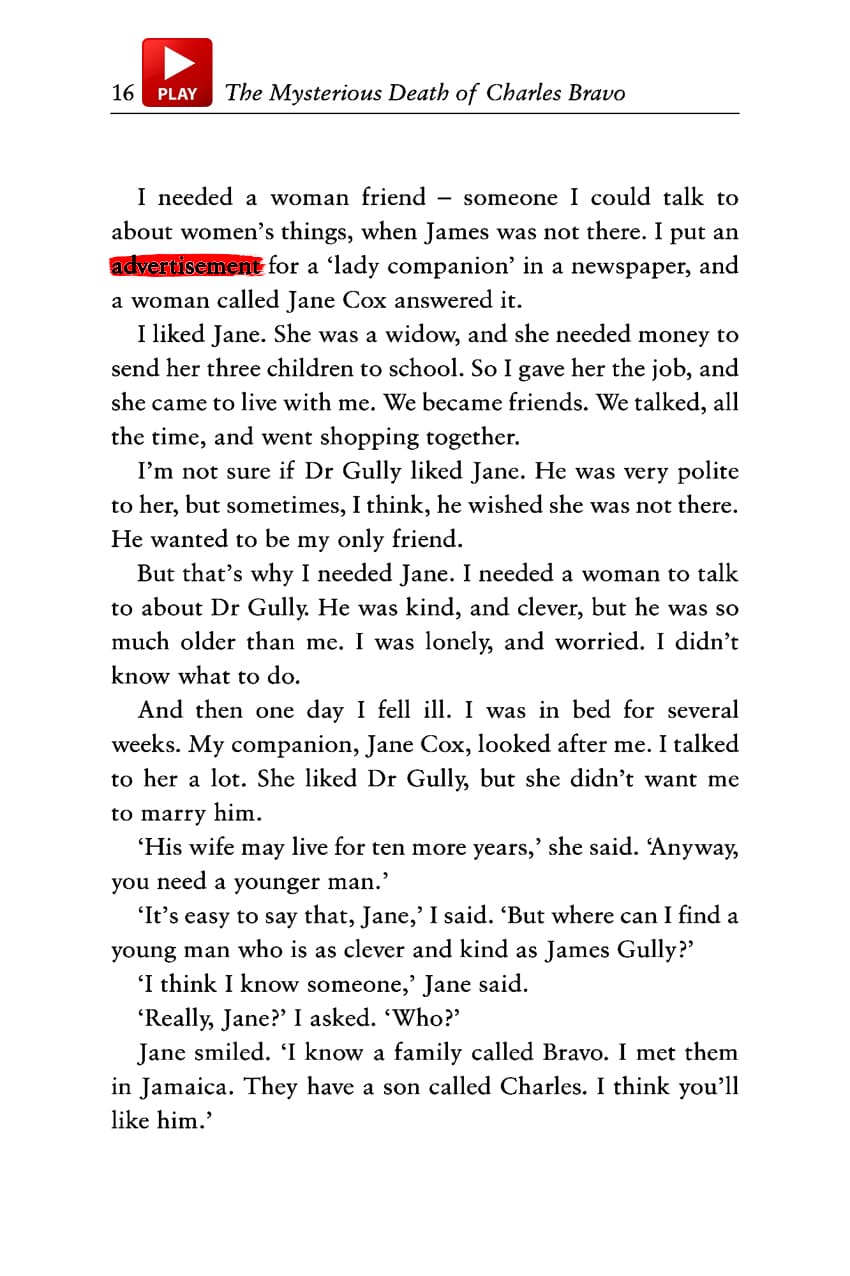 16 PLAY The Mysterious Death of Charles Bravo
I needed a woman friend – someone I could talk to
about women’s things, when James was not there. I put an
advertisement for a ‘lady companion’ in a newspaper, and
a woman called Jane Cox answered it.
I liked Jane. She was a widow, and she needed money to
send her three children to school. So I gave her the job, and
she came to live with me. We became friends. We talked, all
the time, and went shopping together.
I’m not sure if Dr Gully liked Jane. He was very polite
to her, but sometimes, I think, he wished she was not there.
He wanted to be my only friend.
But that’s why I needed Jane. I needed a woman to talk
to about Dr Gully. He was kind, and clever, but he was so
much older than me. I was lonely, and worried. I didn’t
know what to do.
And then one day I fell ill. I was in bed for several
weeks. My companion, Jane Cox, looked after me. I talked
to her a lot. She liked Dr Gully, but she didn’t want me
to marry him.
‘His wife may live for ten more years,’ she said. ‘Anyway,
you need a younger man.’
‘It’s easy to say that, Jane,’ I said. ‘But where can I find a
young man who is as clever and kind as James Gully?’
‘I think I know someone,’ Jane said.
‘Really, Jane?’ I asked. ‘Who?’
Jane smiled. ‘I know a family called Bravo. I met them
in Jamaica. They have a son called Charles. I think you’ll
like him.’